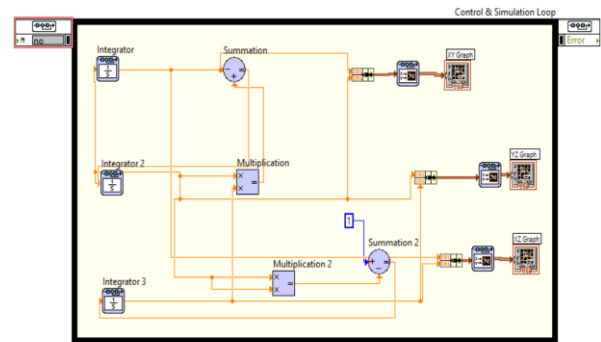 Control & Simulation Loop
Error
Integrator
Summation
XY Graph
Integrator 2
Multiplication
YZ Graph
1
Summation 2
XZ Graph
Multiplication 2
Integrator 3